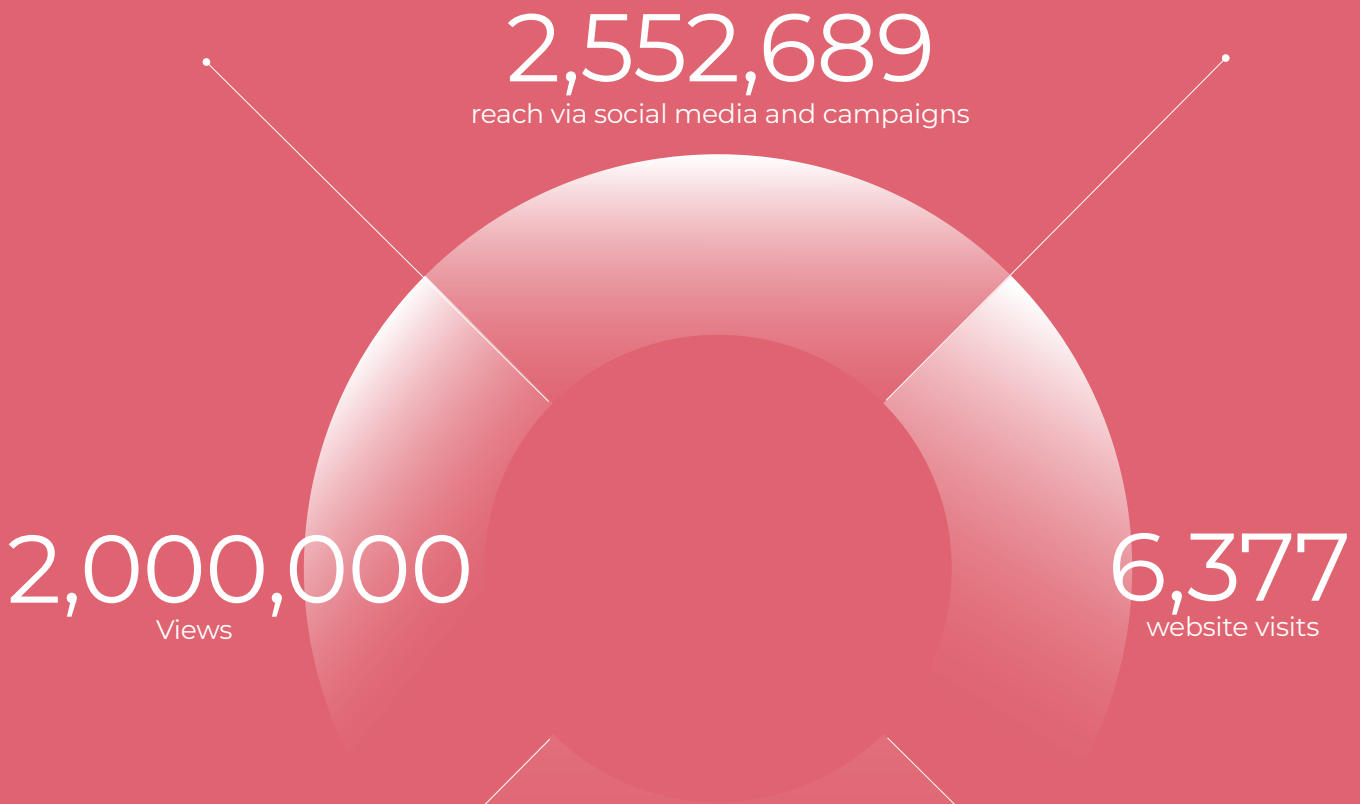 2,552,689
reach via social media and campaigns
2,000,000
Views
6,377
website visits